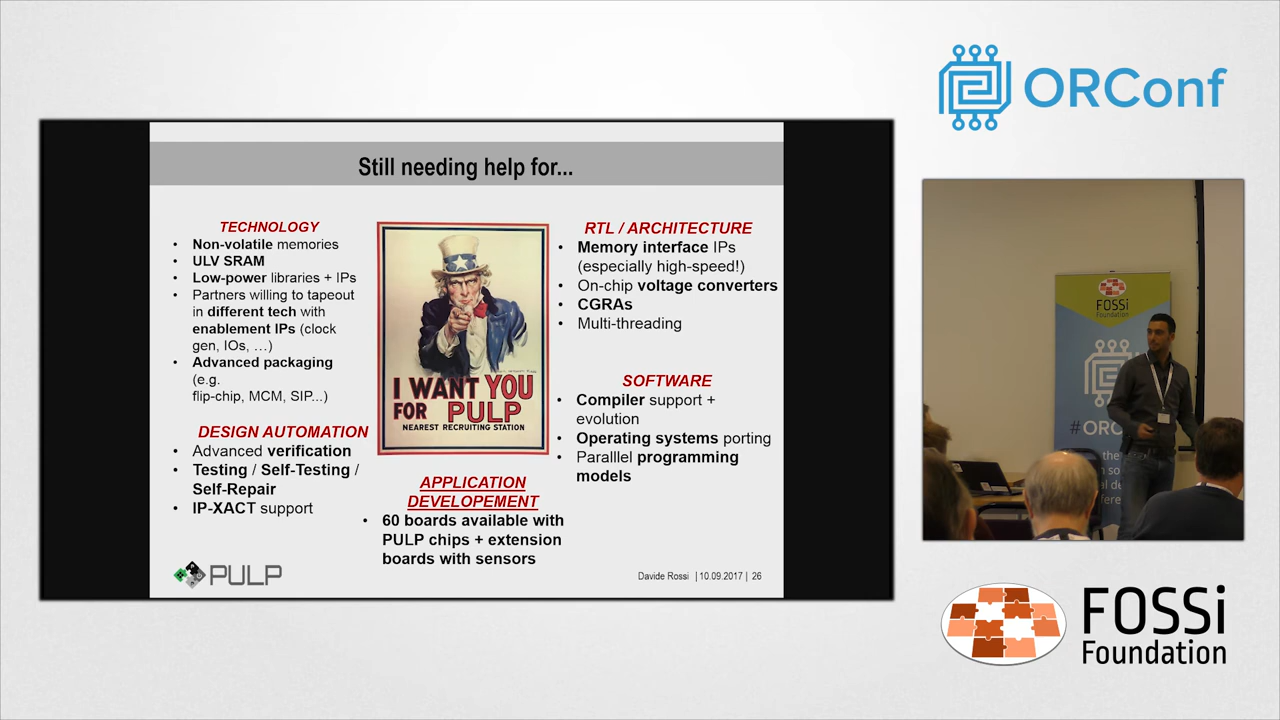 Still needing help for...
TECHNOLOGY
• Non-volatile memories
• ULV SRAM
• Low-power libraries + IPs
• Partners willing to tapeout
in different tech with
enablement IPs (clock
gen, IOs, …)
• Advanced packaging
(e.g.
flip-chip, MCM, SIP...)
DESIGN AUTOMATION
• Advanced verification
• Testing / Self-Testing /
Self-Repair
• IP-XACT support
I WANT YOU
FOR PULP
NEAREST RECRUITING STATION
APPLICATION
DEVELOPEMENT
• 60 boards available with
PULP chips + extension
boards with sensors
RTL / ARCHITECTURE
• Memory interface IPs
(especially high-speed!)
• On-chip voltage converters
• CGRAs
• Multi-threading
SOFTWARE
• Compiler support +
evolution
• Operating systems porting
• Paralllel programming
models
PULP
Davide Rossi | 10.09.2017 | 26
ORConf
FOSSi
Foundation
#ORC
the
FOSSi
Foundation